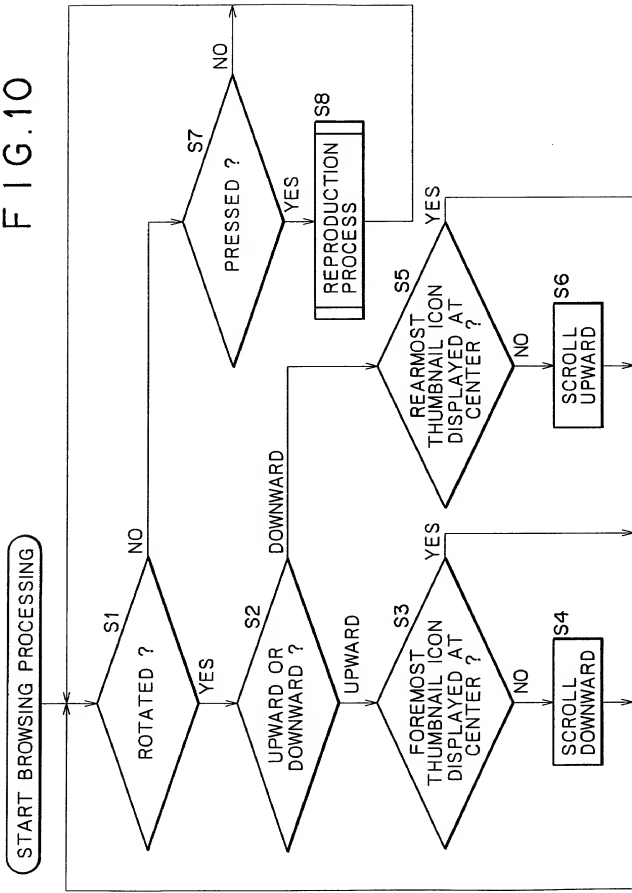 FIG.10
START BROWSING PROCESSING
S1
ROTATED ?
NO
YES
S2
UPWARD OR
DOWNWARD ?
DOWNWARD
UPWARD
S3
FOREMOST
THUMBNAIL ICON
DISPLAYED AT
CENTER ?
YES
NO
S4
SCROLL
DOWNWARD
S5
REARMOST
THUMBNAIL ICON
DISPLAYED AT
CENTER ?
YES
NO
S6
SCROLL
UPWARD
S7
PRESSED ?
NO
YES
S8
REPRODUCTION
PROCESS